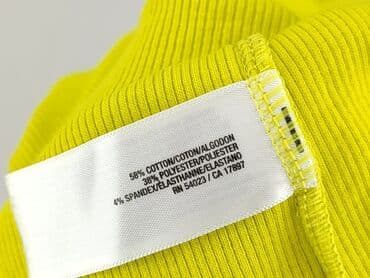 58% COTTON/COTON/ALGODON
38% POLYESTER/POLIESTER
4% SPANDEX/ELASTHANNE/ELASTANO
RN 54023 / CA 17897